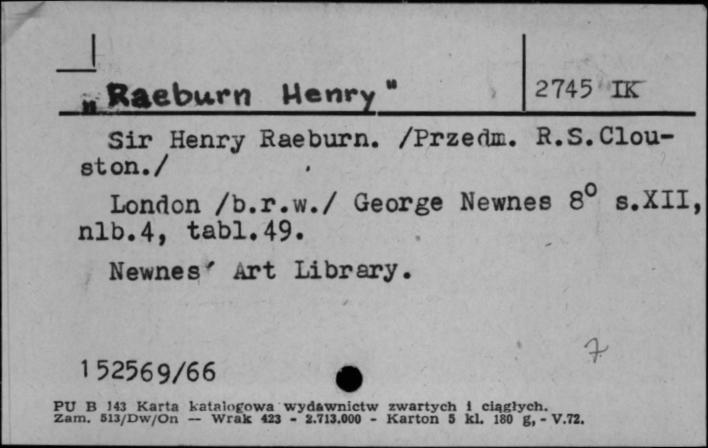 „Raeburn Henry" 2745 IK
Sir Henry Raeburn. /Przedm. R.S.Clou-
ston./
London /b.r.w./ George Newnes 8° s.XII,
nlb.4, tabl.49.
Newnes' Art Library.
7
152569/66
PU B 143 Karta katalogowa wydawnictw zwartych i ciągłych.
Zam. 513/Dw/On — Wrak 423 - 2.713.000 - Karton 5 kl. 180 g, - V.72.